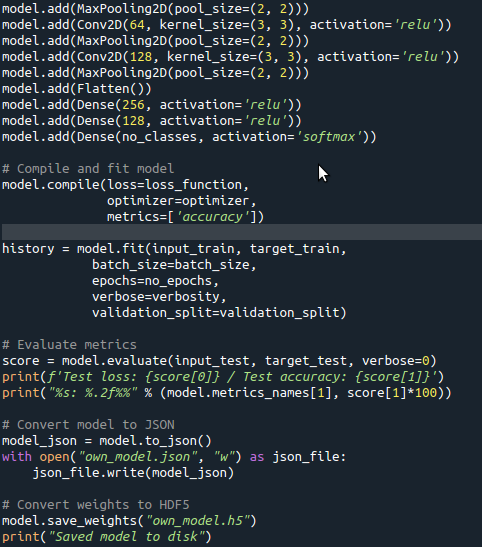 model.add(MaxPooling2D(pool_size=(2, 2)))
model.add(Conv2D(64, kernel_size=(3, 3), activation='relu'))
model.add(MaxPooling2D(pool_size=(2, 2)))
model.add(Conv2D(128, kernel_size=(3, 3), activation='relu'))
model.add(MaxPooling2D(pool_size=(2, 2)))
model.add(Flatten())
model.add(Dense(256, activation='relu'))
model.add(Dense(128, activation='relu'))
model.add(Dense(no_classes, activation='softmax'))
# Compile and fit model
model.compile(loss=loss_function,
              optimizer=optimizer,
              metrics=['accuracy'])
history = model.fit(input_train, target_train,
            batch_size=batch_size,
            epochs=no_epochs,
            verbose=verbosity,
            validation_split=validation_split)
# Evaluate metrics
score = model.evaluate(input_test, target_test, verbose=0)
print(f'Test loss: {score[0]} / Test accuracy: {score[1]}')
print("%s: %.2f%%" % (model.metrics_names[1], score[1]*100))
# Convert model to JSON
model_json = model.to_json()
with open("own_model.json", "w") as json_file:
    json_file.write(model_json)
# Convert weights to HDF5
model.save_weights("own_model.h5")
print("Saved model to disk")